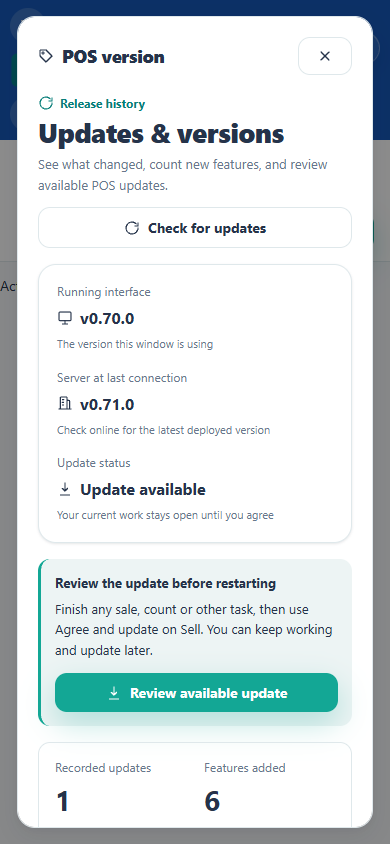 POS version
Release history
Updates & versions
See what changed, count new features, and review
available POS updates.
Check for updates
Running interface
v0.70.0
The version this window is using
Server at last connection
v0.71.0
Check online for the latest deployed version
Update status
Update available
Your current work stays open until you agree
Review the update before restarting
Finish any sale, count or other task, then use
Agree and update on Sell. You can keep working
and update later.
Review available update
Recorded updates
Features added
1
6